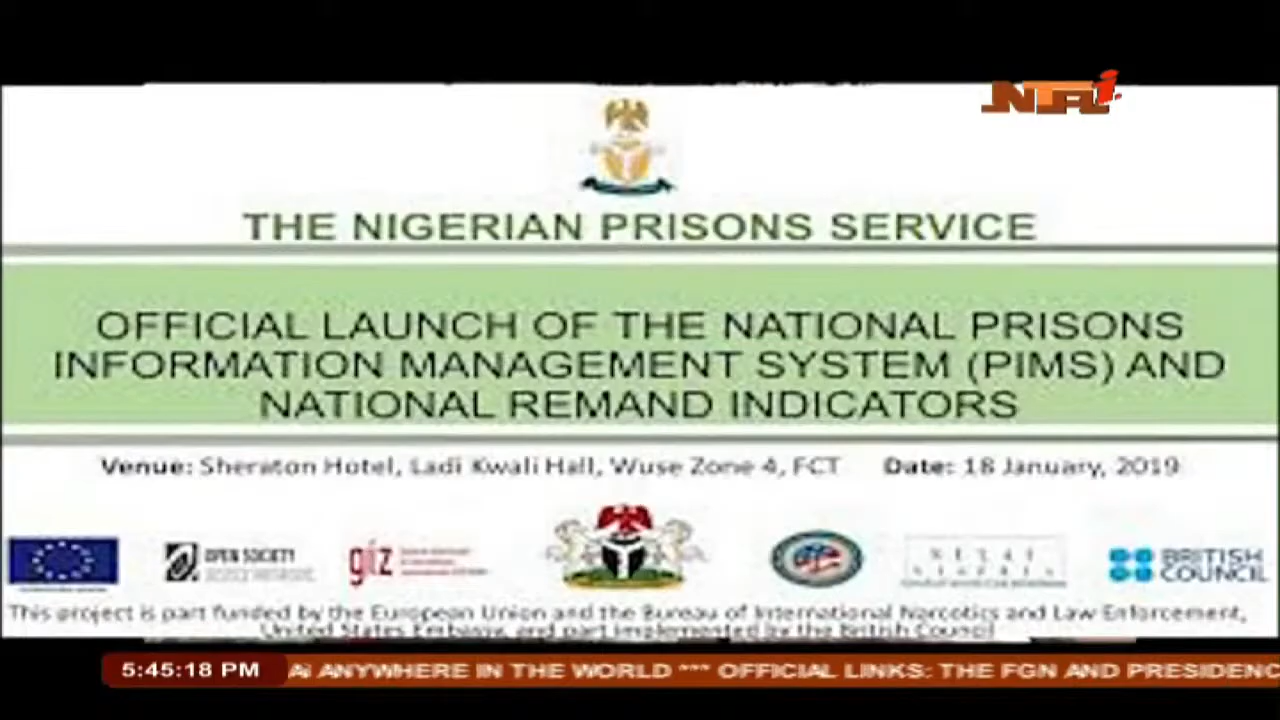 NTAi
THE NIGERIAN PRISONS SERVICE
OFFICIAL LAUNCH OF THE NATIONAL PRISONS
INFORMATION MANAGEMENT SYSTEM (PIMS) AND
NATIONAL REMAND INDICATORS
Venue: Sheraton Hotel, Ladi Kwali Hall, Wuse Zone 4, FCT Date: 18 January, 2019
OPEN SOCIETY
giz
BRITISH
COUNCIL
This project is part funded by the European Union and the Bureau of International Narcotics and Law Enforcement,
United States Embassy, and part implemented by the British Council
5:45:18 PM AI ANYWHERE IN THE WORLD *** OFFICIAL LINKS: THE FGN AND PRESIDENC